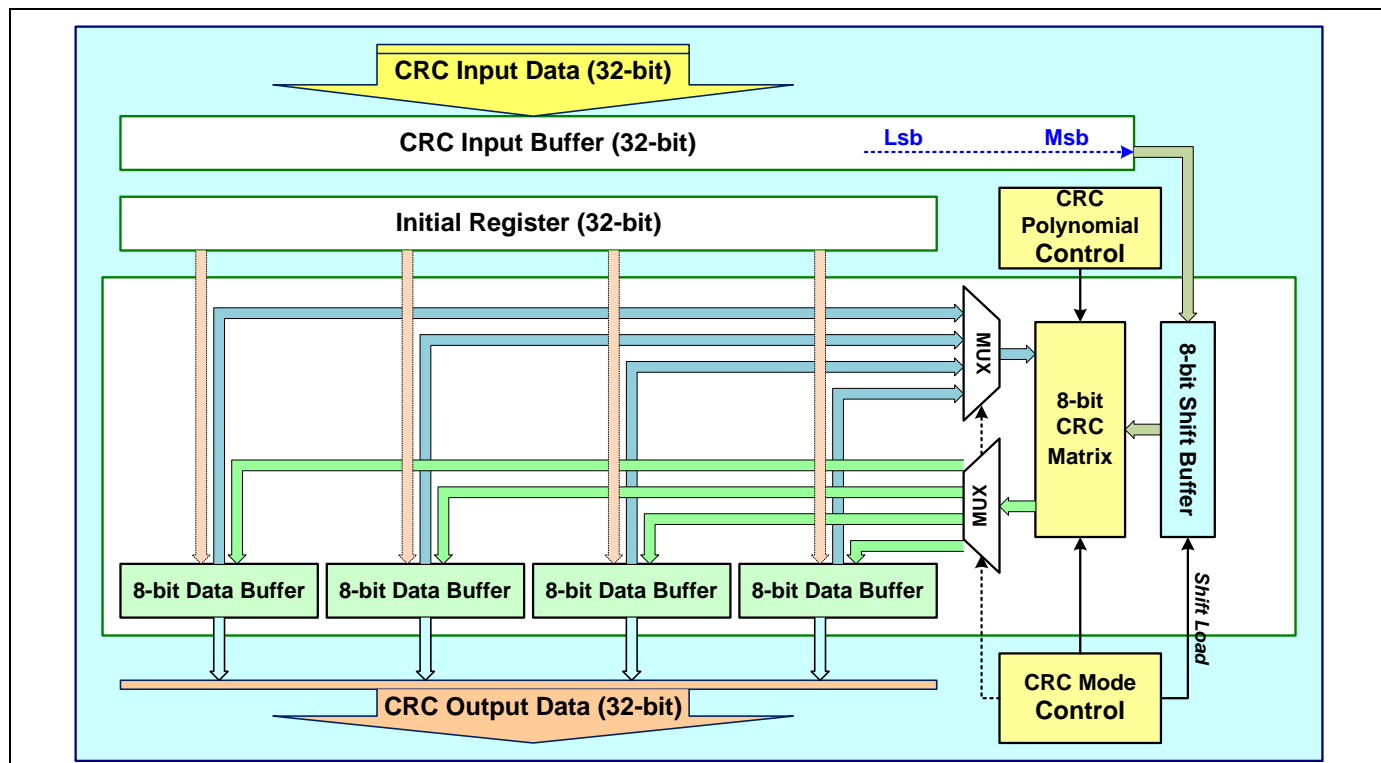 CRC Input Data (32-bit)
CRC Input Buffer (32-bit)
Lsb
Msb
Initial Register (32-bit)
CRC
Polynomial
Control
MUX
8-bit
CRC
Matrix
8-bit Shift Buffer
MUX
8-bit Data Buffer
8-bit Data Buffer
8-bit Data Buffer
8-bit Data Buffer
Shift Load
CRC Mode
Control
CRC Output Data (32-bit)